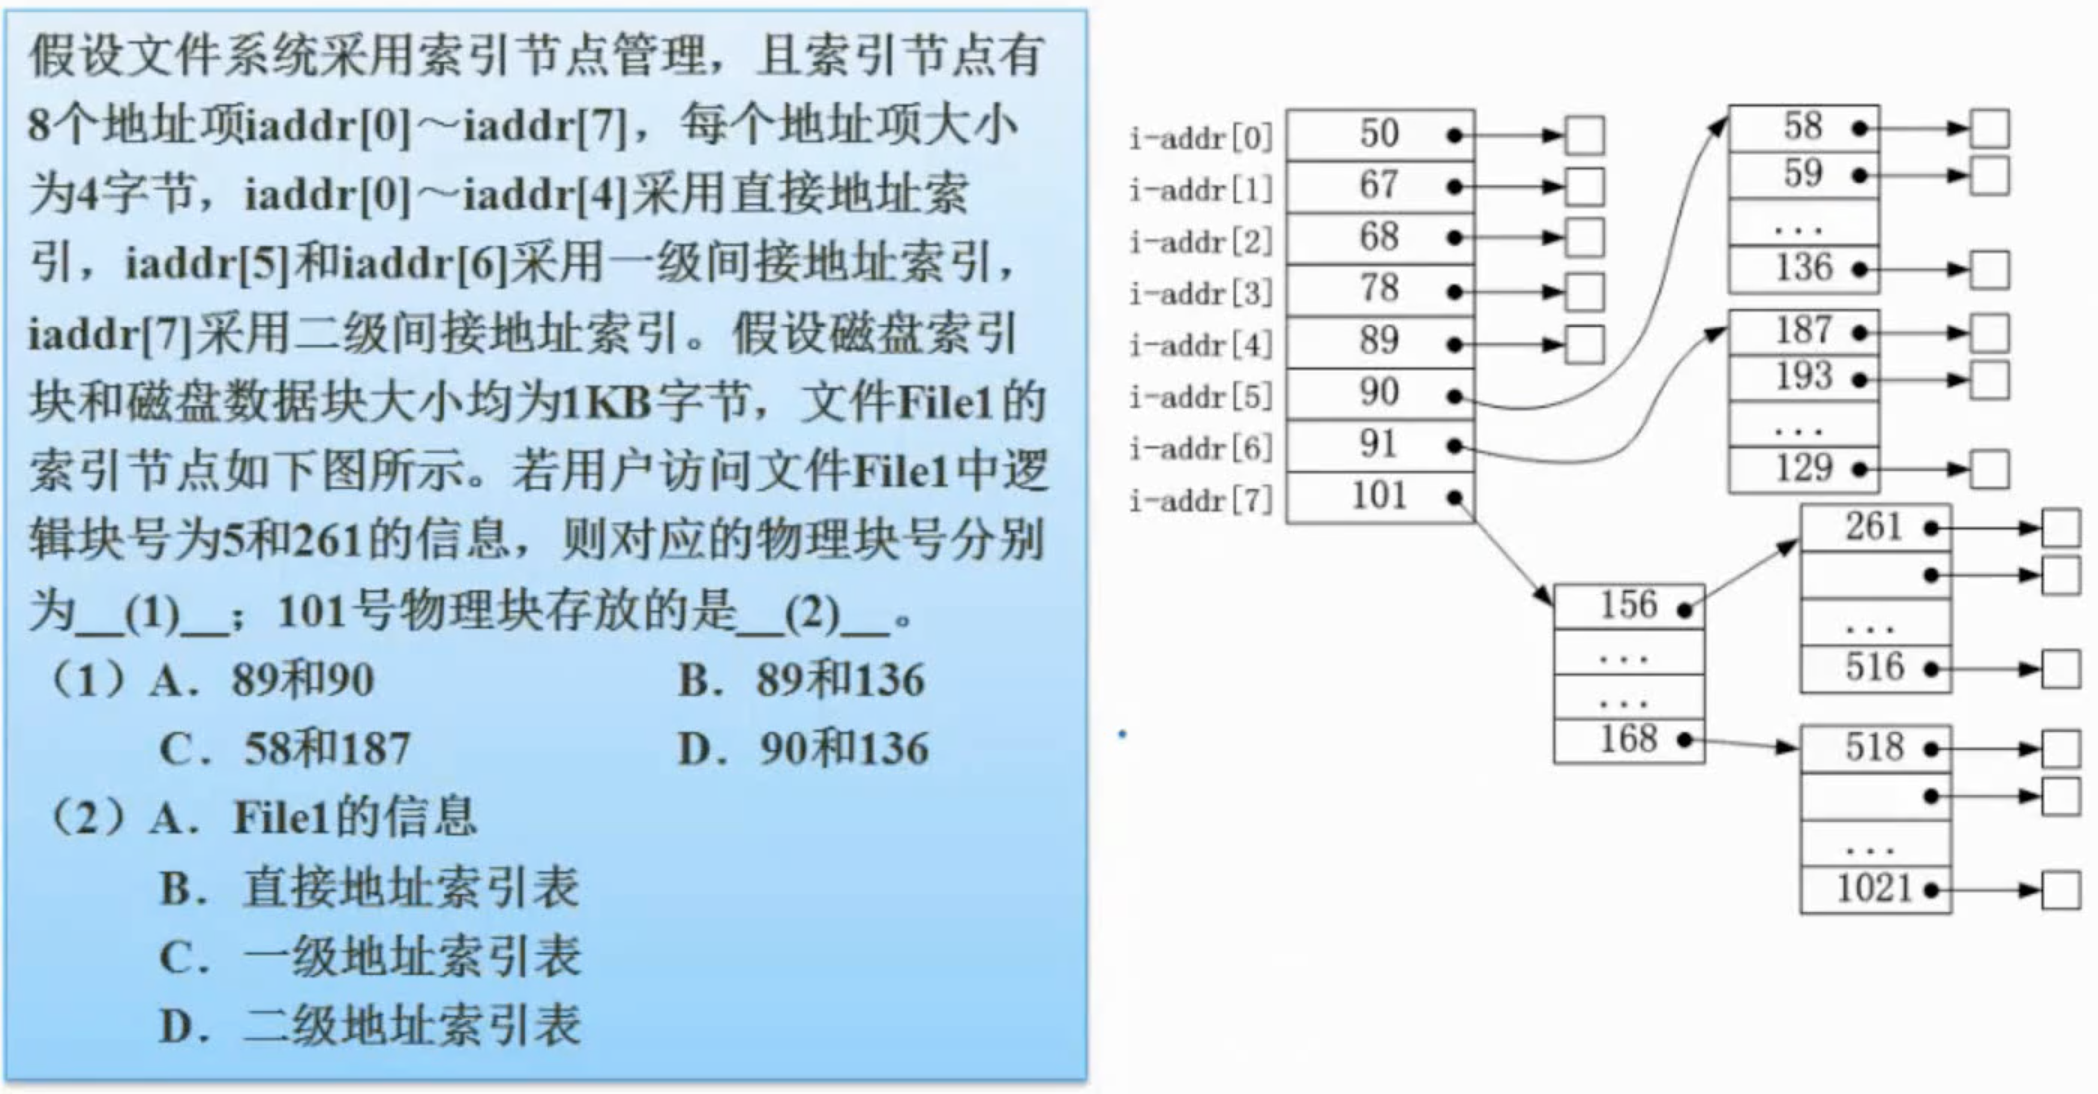 假设文件系统采用索引节点管理，且索引节点有
8个地址项iaddr[0]～iaddr[7]，每个地址项大小
为4字节，iaddr[0]～iaddr[4]采用直接地址索
引，iaddr[5]和iaddr[6]采用一级间接地址索引，
iaddr[7]采用二级间接地址索引。假设磁盘索引
块和磁盘数据块大小均为1KB字节，文件File1的
索引节点如下图所示。若用户访问文件File1中逻
辑块号为5和261的信息，则对应的物理块号分别
为__(1)__；101号物理块存放的是__(2)__。
（1）A．89和90 B．89和136
C．58和187 D．90和136
（2）A．File1的信息
B．直接地址索引表
C．一级地址索引表
D．二级地址索引表
i-addr[0] 50
i-addr[1] 67
i-addr[2] 68
i-addr[3] 78
i-addr[4] 89
i-addr[5] 90
i-addr[6] 91
i-addr[7] 101
58
59
...
136
187
193
...
129
156
...
...
168
261
...
516
518
...
1021